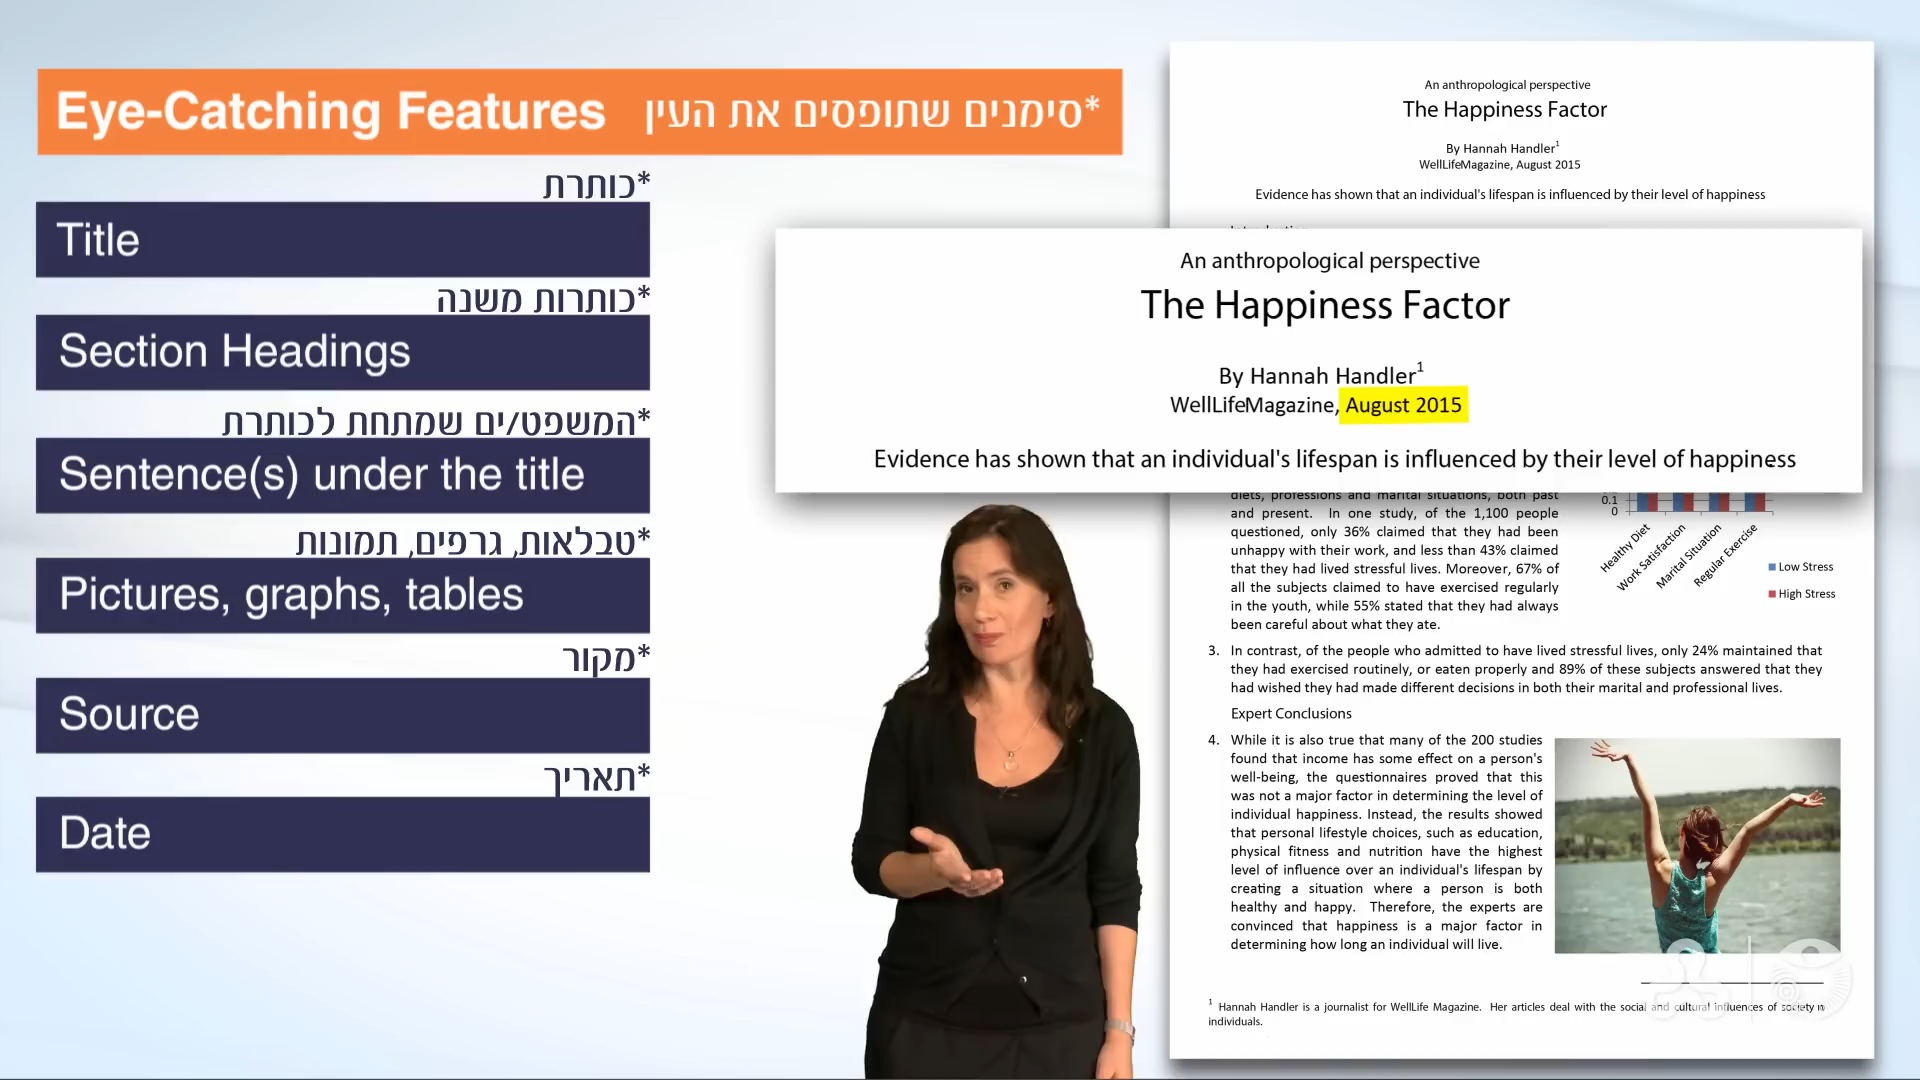 Eye-Catching Features *סימנים שתופסים את העין
*כותרת
Title
*כותרות משנה
Section Headings
*המשפט/ים שמתחת לכותרת
Sentence(s) under the title
*טבלאות, גרפים, תמונות
Pictures, graphs, tables
*מקור
Source
*תאריך
Date
An anthropological perspective
The Happiness Factor
By Hannah Handler1
WellLifeMagazine, August 2015
Evidence has shown that an individual's lifespan is influenced by their level of happiness
An anthropological perspective
The Happiness Factor
By Hannah Handler1
WellLifeMagazine, August 2015
Evidence has shown that an individual's lifespan is influenced by their level of happiness
diets, professions and marital situations, both past
and present. In one study, of the 1,100 people
questioned, only 36% claimed that they had been
unhappy with their work, and less than 43% claimed
that they had lived stressful lives. Moreover, 67% of
all the subjects claimed to have exercised regularly
in the youth, while 55% stated that they had always
been careful about what they ate.
0.1
0
Healthy Diet
Work Satisfaction
Marital Situation
Regular Exercise
Low Stress
High Stress
3. In contrast, of the people who admitted to have lived stressful lives, only 24% maintained that
they had exercised routinely, or eaten properly and 89% of these subjects answered that they
had wished they had made different decisions in both their marital and professional lives.
Expert Conclusions
4. While it is also true that many of the 200 studies
found that income has some effect on a person's
well-being, the questionnaires proved that this
was not a major factor in determining the level of
individual happiness. Instead, the results showed
that personal lifestyle choices, such as education,
physical fitness and nutrition have the highest
level of influence over an individual's lifespan by
creating a situation where a person is both
healthy and happy. Therefore, the experts are
convinced that happiness is a major factor in
determining how long an individual will live.
1 Hannah Handler is a journalist for WellLife Magazine. Her articles deal with the social and cultural influences of society
individuals.